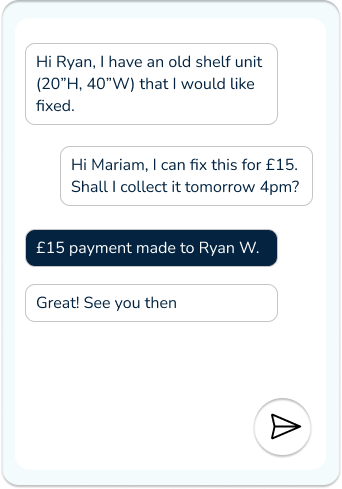 Hi Ryan, I have an old shelf unit
(20”H, 40”W) that I would like
fixed.
Hi Mariam, I can fix this for £15.
Shall I collect it tomorrow 4pm?
£15 payment made to Ryan W.
Great! See you then